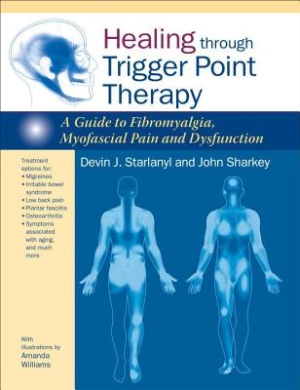 Healing through
Trigger Point
Therapy
A Guide to Fibromyalgia,
Myofascial Pain and Dysfunction
Devin J. Starlanyl and John Sharkey
Treatment
options for:
• Migraines
• Irritable bowel
syndrome
• Low back pain
• Plantar fasciitis
• Osteoarthritis
• Symptoms
associated
with aging, and
much more
With
illustrations by
Amanda
Williams